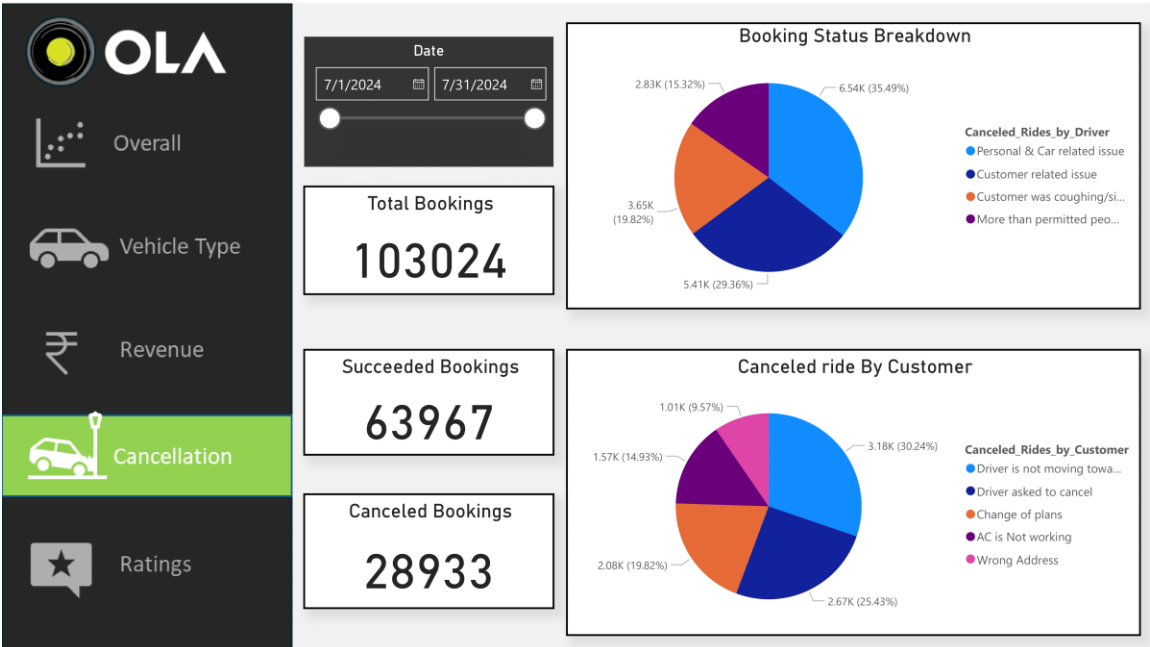 OLA
Overall
Vehicle Type
Revenue
Cancellation
Ratings
Date
7/1/2024
7/31/2024
Total Bookings
103024
Succeeded Bookings
63967
Canceled Bookings
28933
Booking Status Breakdown
2.83K (15.32%)
6.54K (35.49%)
3.65K
(19.82%)
5.41K (29.36%)
Canceled_Rides_by_Driver
Personal & Car related issue
Customer related issue
Customer was coughing/si...
More than permitted peo...
Canceled ride By Customer
1.01K (9.57%)
3.18K (30.24%)
1.57K (14.93%)
2.08K (19.82%)
2.67K (25.43%)
Canceled_Rides_by_Customer
Driver is not moving towa...
Driver asked to cancel
Change of plans
AC is Not working
Wrong Address